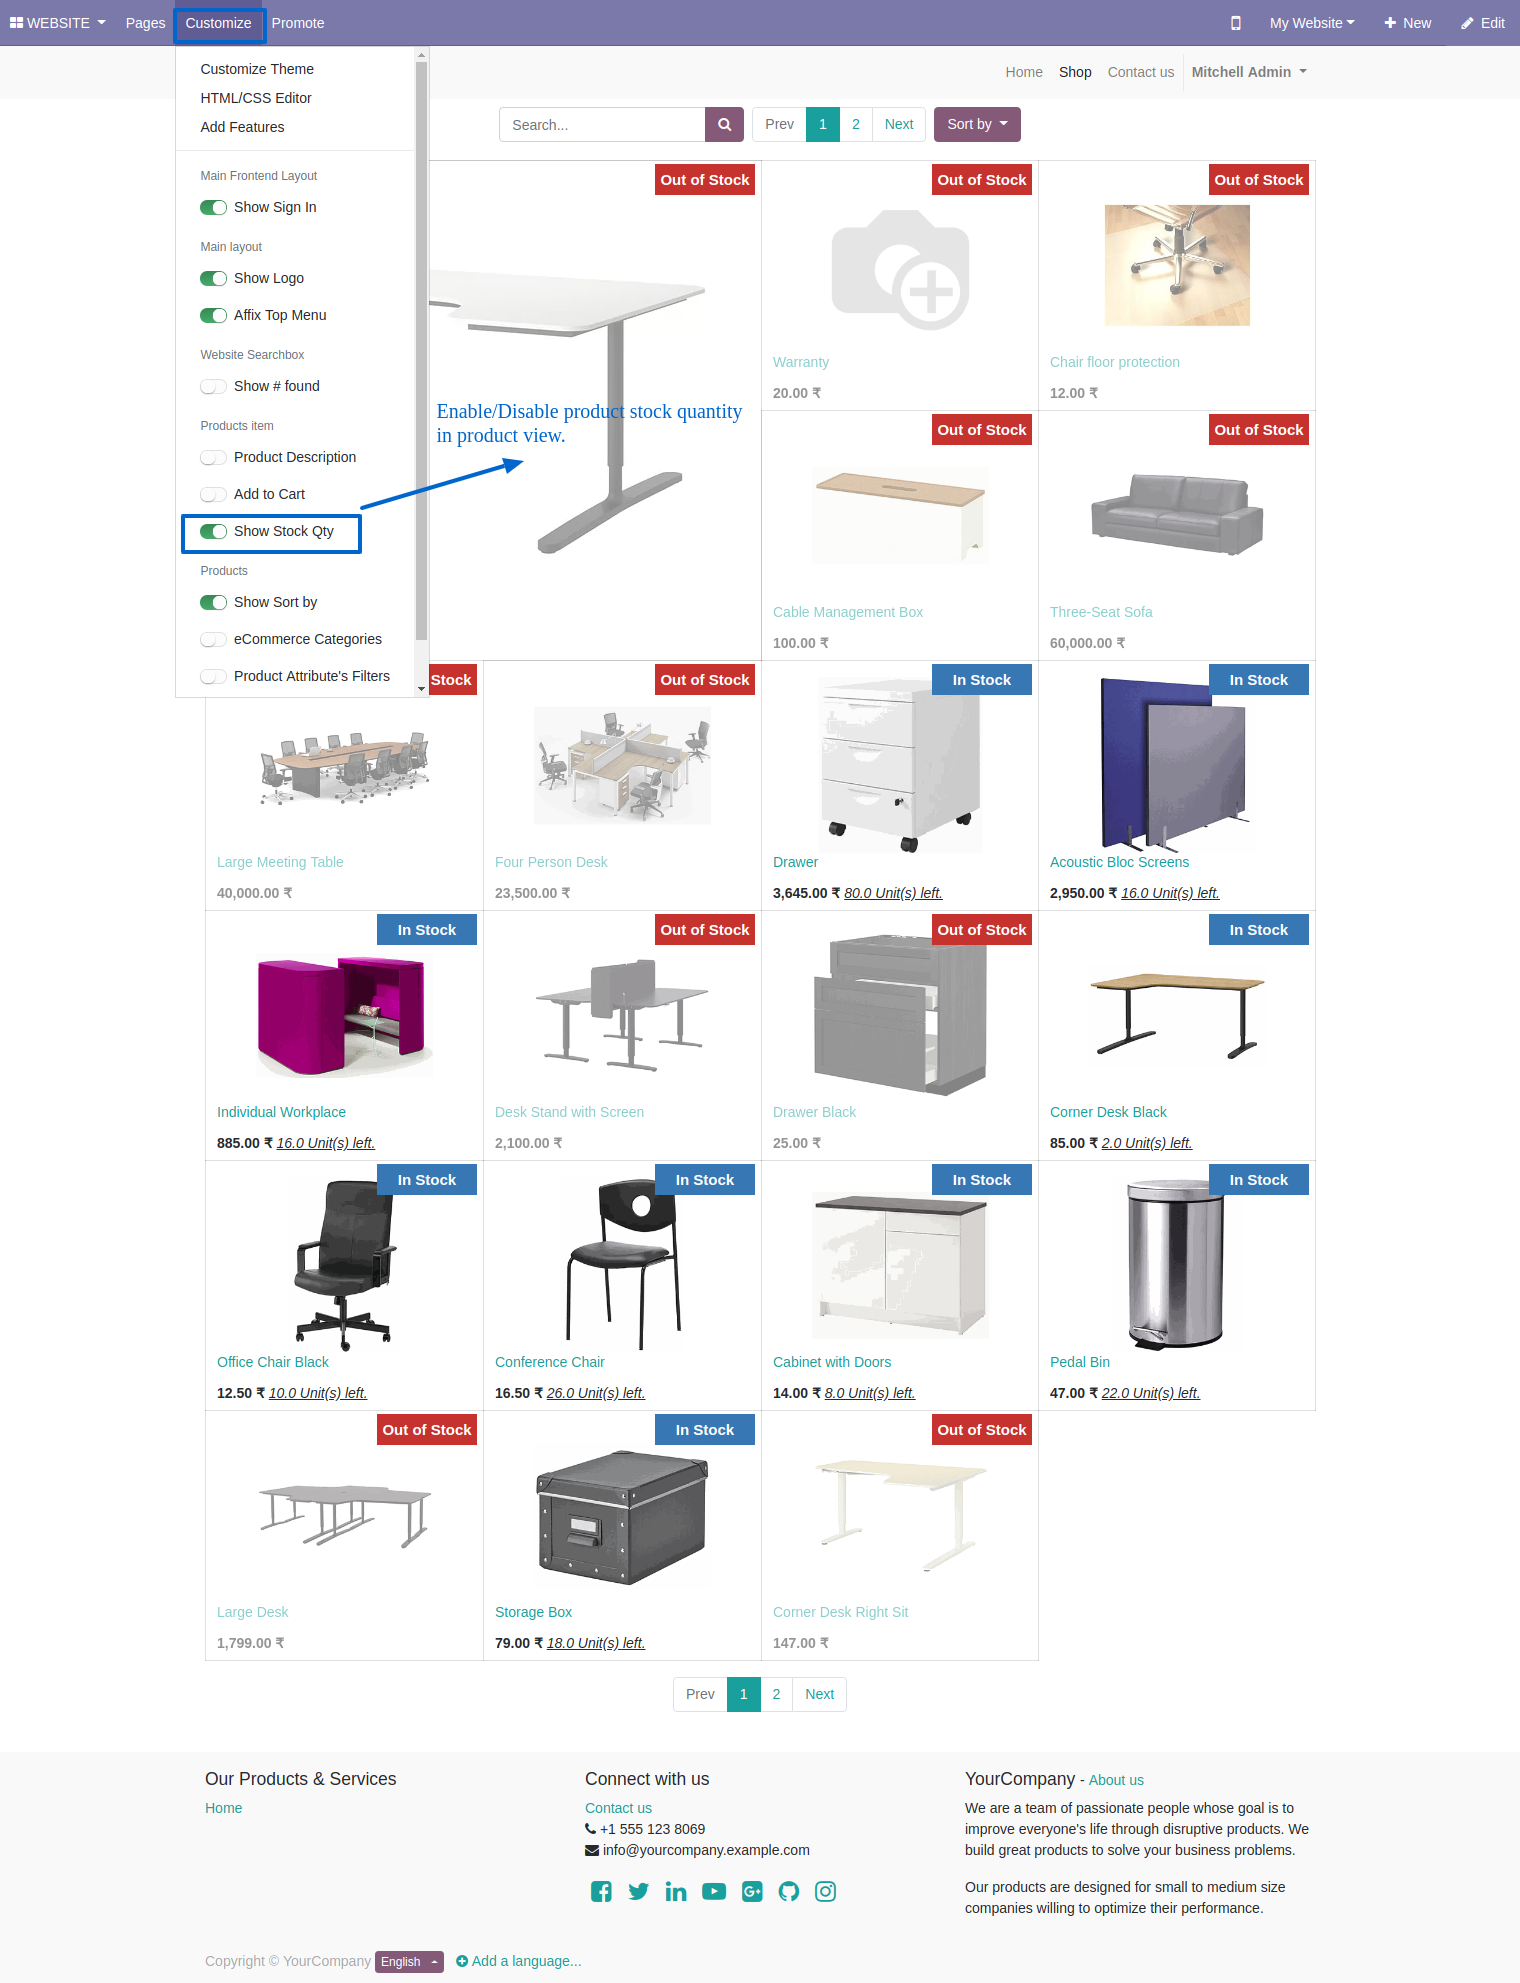 WEBSITE Pages Customize Promote My Website New Edit
Customize Theme
HTML/CSS Editor
Add Features
Main Frontend Layout
Show Sign In
Main layout
Show Logo
Affix Top Menu
Website Searchbox
Show # found
Products item
Product Description
Add to Cart
Show Stock Qty
Products
Show Sort by
eCommerce Categories
Product Attribute's Filters
Home Shop Contact us Mitchell Admin
Search... Prev 1 2 Next Sort by
Out of Stock Out of Stock Out of Stock
Enable/Disable product stock quantity
in product view.
Warranty Chair floor protection
20.00 ₹ 12.00 ₹
Out of Stock Out of Stock
Cable Management Box Three-Seat Sofa
100.00 ₹ 60,000.00 ₹
Stock Out of Stock In Stock In Stock
Large Meeting Table Four Person Desk Drawer Acoustic Bloc Screens
40,000.00 ₹ 23,500.00 ₹ 3,645.00 ₹ 80.0 Unit(s) left. 2,950.00 ₹ 16.0 Unit(s) left.
In Stock Out of Stock Out of Stock In Stock
Individual Workplace Desk Stand with Screen Drawer Black Corner Desk Black
885.00 ₹ 16.0 Unit(s) left. 2,100.00 ₹ 25.00 ₹ 85.00 ₹ 2.0 Unit(s) left.
In Stock In Stock In Stock In Stock
Office Chair Black Conference Chair Cabinet with Doors Pedal Bin
12.50 ₹ 10.0 Unit(s) left. 16.50 ₹ 26.0 Unit(s) left. 14.00 ₹ 8.0 Unit(s) left. 47.00 ₹ 22.0 Unit(s) left.
Out of Stock In Stock Out of Stock
Large Desk Storage Box Corner Desk Right Sit
1,799.00 ₹ 79.00 ₹ 18.0 Unit(s) left. 147.00 ₹
Prev 1 2 Next
Our Products & Services
Home
Connect with us
Contact us
+1 555 123 8069
info@yourcompany.example.com
YourCompany - About us
We are a team of passionate people whose goal is to
improve everyone's life through disruptive products. We
build great products to solve your business problems.
Our products are designed for small to medium size
companies willing to optimize their performance.
Copyright © YourCompany English Add a language...